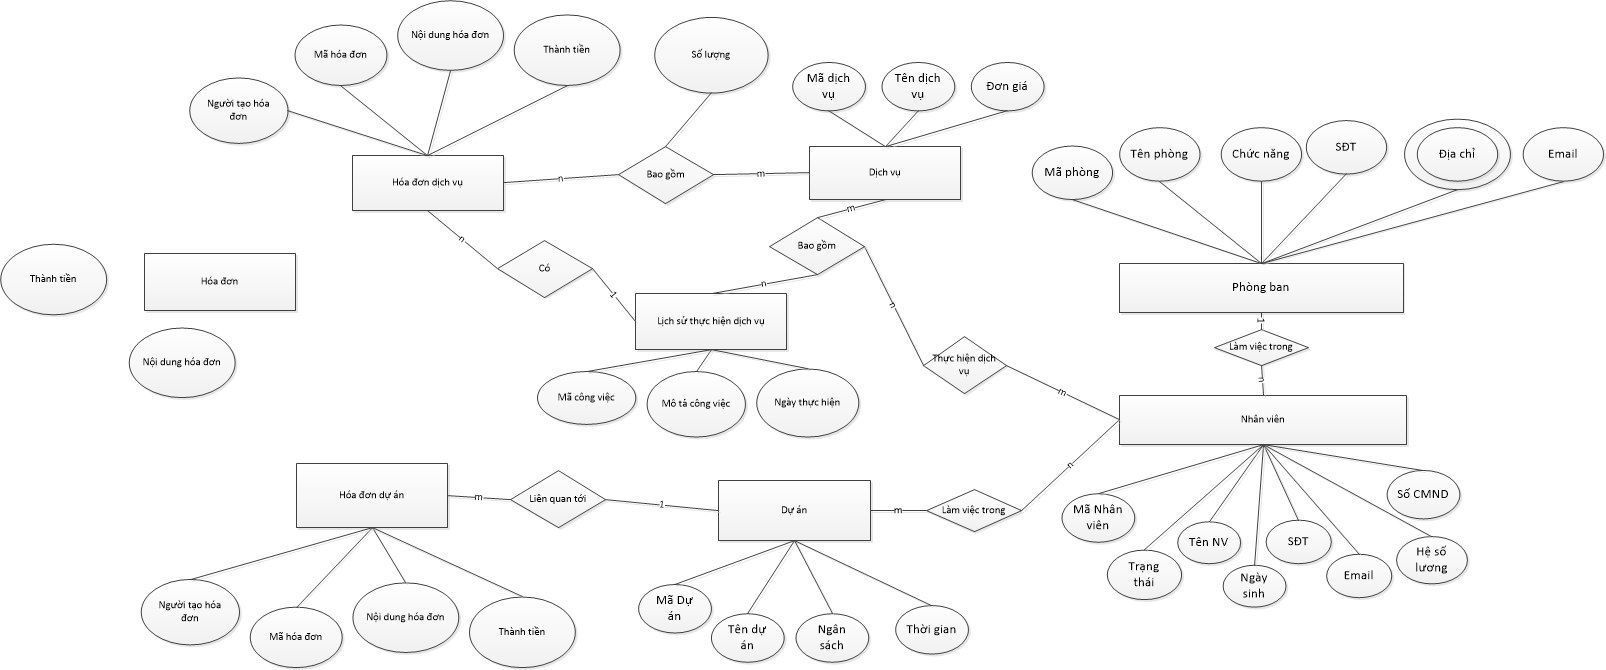 Nội dung hóa đơn
Mã hóa đơn
Thành tiền
Số lượng
Người tạo hóa
đơn
Mã dịch
vụ
Tên dịch
vụ
Đơn giá
Hóa đơn dịch vụ
n
Bao gồm
m
Dịch vụ
Mã phòng
Tên phòng
Chức năng
SĐT
Địa chỉ
Email
m
Bao gồm
n
n
Có
1
Thành tiền
Hóa đơn
Nội dung hóa đơn
Lịch sử thực hiện dịch vụ
n
Phòng ban
1
Làm việc trong
n
Thực hiện dịch
vụ
m
Mã công việc
Mô tả công việc
Ngày thực hiện
Nhân viên
n
Hóa đơn dự án
m
Liên quan tới
1
Dự án
m
Làm việc trong
Mã Nhân
viên
Trạng
thái
Tên NV
Ngày
sinh
SĐT
Email
Hệ số
lương
Số CMND
Người tạo hóa
đơn
Mã hóa đơn
Nội dung hóa đơn
Thành tiền
Mã Dự
án
Tên dự
án
Ngân
sách
Thời gian